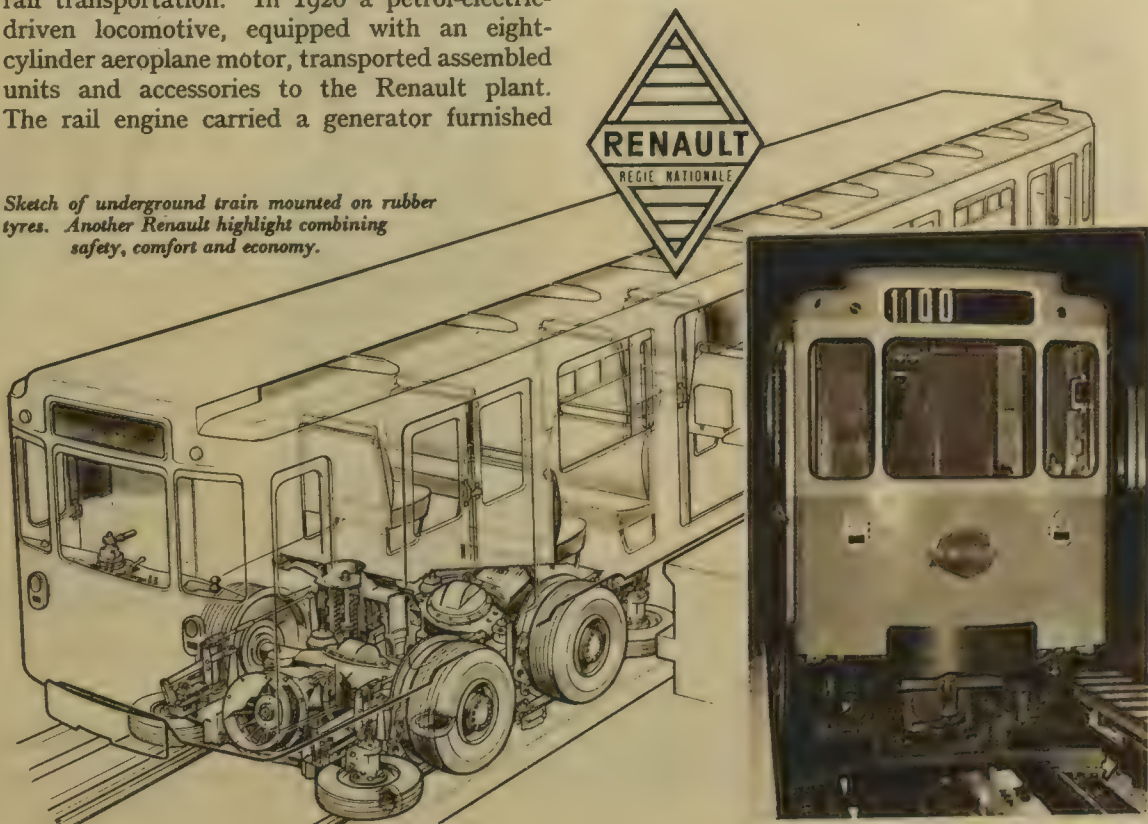 rail transportation. In 1920 a petrol-electric-
driven locomotive, equipped with an eight-
cylinder aeroplane motor, transported assembled
units and accessories to the Renault plant.
The rail engine carried a generator furnished
RENAULT
REGIE NATIONALE
Sketch of underground train mounted on rubber
tyres. Another Renault highlight combining
safety, comfort and economy.
1100